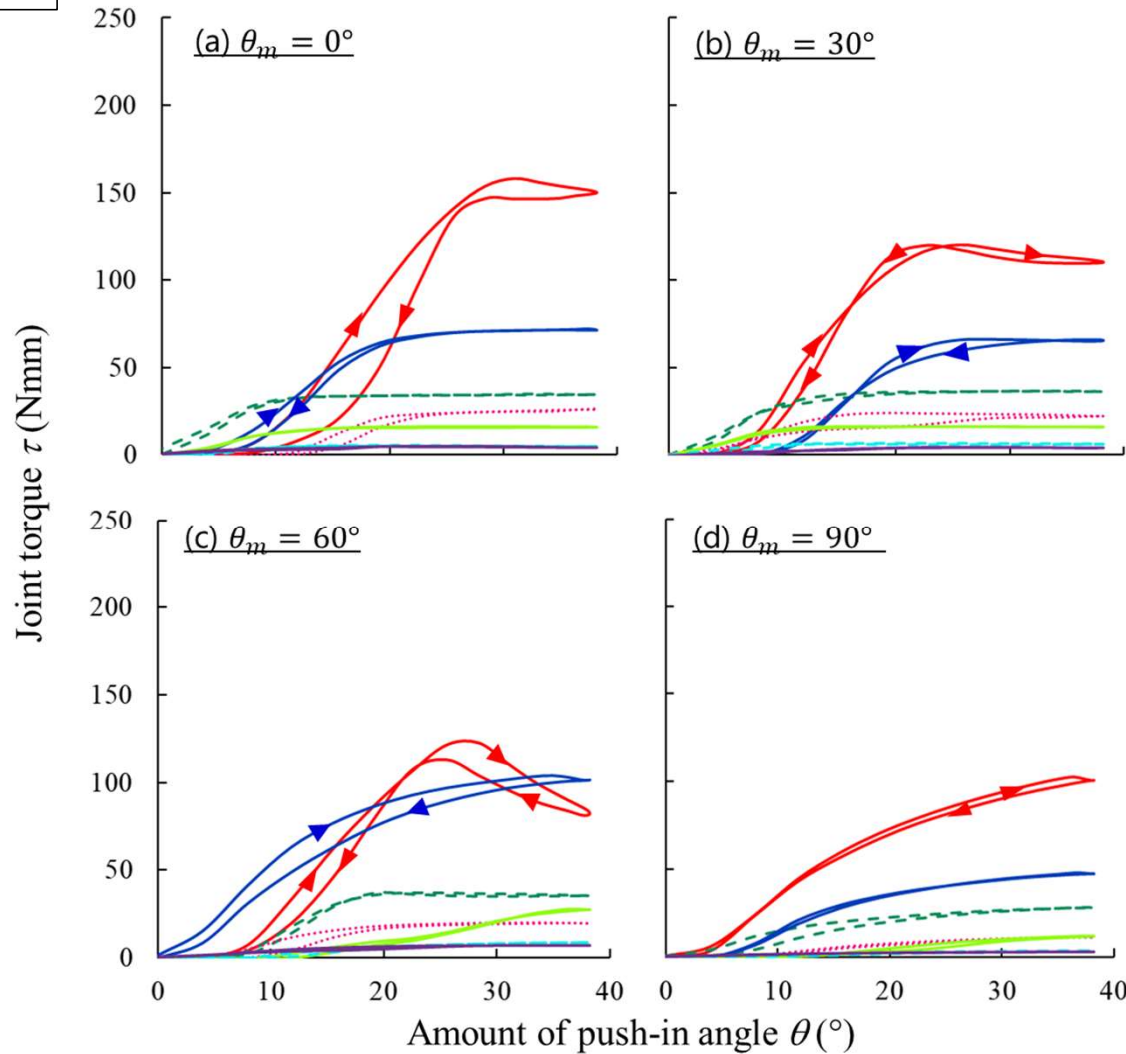 (a) θₘ = 0°
(b) θₘ = 30°
250
200
150
100
50
0
(c) θₘ = 60°
(d) θₘ = 90°
250
200
150
100
50
0
0 10 20 30 40
0 10 20 30 40
Joint torque τ (Nmm)
Amount of push-in angle θ (°)